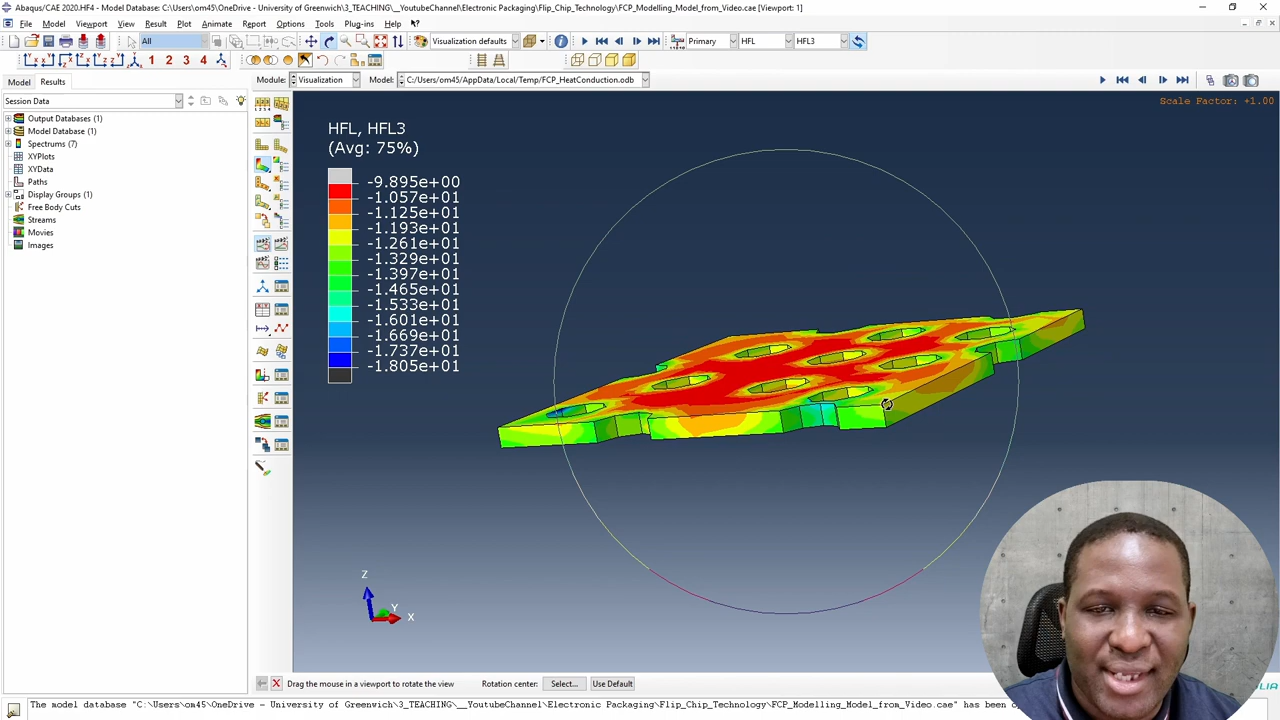 Abaqus/CAE 2020.HF4 - Model Database: C:\Users\om45\OneDrive - University of Greenwich\3_TEACHING\__YoutubeChannel\Electronic Packaging\Flip_Chip_Technology\FCP_Modelling_Model_from_Video.cae [Viewport: 1]
File Model Viewport View Result Plot Animate Report Options Tools Plug-ins Help
All Visualization defaults Primary HFL HFL3
1 2 3 4
Model Results Module: Visualization Model: C:/Users/om45/AppData/Local/Temp/FCP_HeatConduction.odb
Session Data
Output Databases (1)
Model Database (1)
Spectrums (7)
XYPlots
XYData
Paths
Display Groups (1)
Free Body Cuts
Streams
Movies
Images
Scale Factor: +1.00
HFL, HFL3
(Avg: 75%)
-9.895e+00
-1.057e+01
-1.125e+01
-1.193e+01
-1.261e+01
-1.329e+01
-1.397e+01
-1.465e+01
-1.533e+01
-1.601e+01
-1.669e+01
-1.737e+01
-1.805e+01
Z
Y
X
Drag the mouse in a viewport to rotate the view Rotation center: Select... Use Default
The model database "C:\Users\om45\OneDrive - University of Greenwich\3_TEACHING\__YoutubeChannel\Electronic Packaging\Flip_Chip_Technology\FCP_Modelling_Model_from_Video.cae" has been